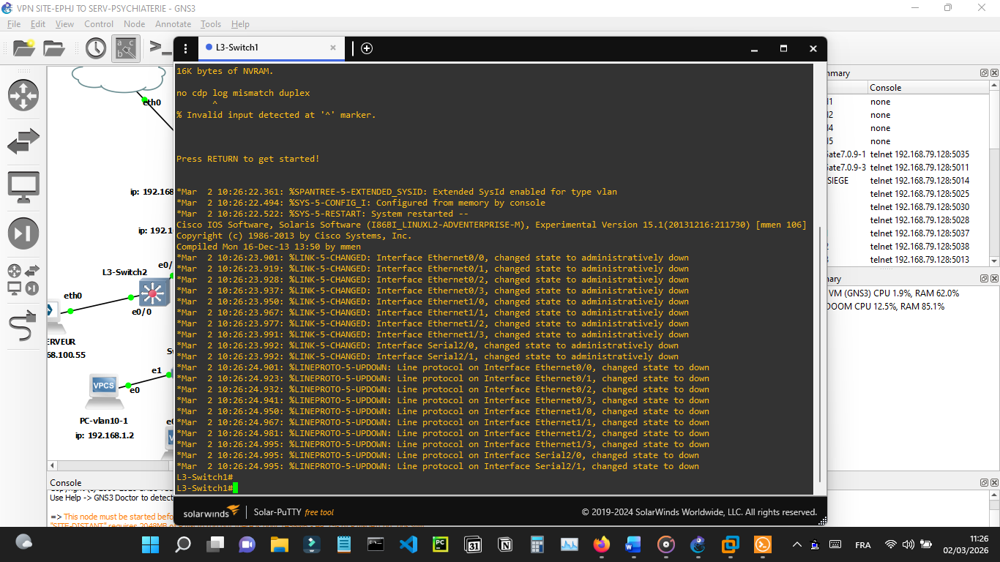 VPN SITE-EPHJ TO SERV-PSYCHIATERIE - GNS3
File Edit View Control Node Annotate Tools Help
L3-Switch1
16K bytes of NVRAM.
no cdp log mismatch duplex
^
% Invalid input detected at '^' marker.
Press RETURN to get started!
*Mar  2 10:26:22.361: %SPANTREE-5-EXTENDED_SYSID: Extended SysId enabled for type vlan
*Mar  2 10:26:22.494: %SYS-5-CONFIG_I: Configured from memory by console
*Mar  2 10:26:22.522: %SYS-5-RESTART: System restarted --
Cisco IOS Software, Solaris Software (I86BI_LINUXL2-ADVENTERPRISE-M), Experimental Version 15.1(20131216:211730) [mmen 106]
Copyright (c) 1986-2013 by Cisco Systems, Inc.
Compiled Mon 16-Dec-13 13:50 by mmen
*Mar  2 10:26:23.901: %LINK-5-CHANGED: Interface Ethernet0/0, changed state to administratively down
*Mar  2 10:26:23.919: %LINK-5-CHANGED: Interface Ethernet0/1, changed state to administratively down
*Mar  2 10:26:23.928: %LINK-5-CHANGED: Interface Ethernet0/2, changed state to administratively down
*Mar  2 10:26:23.937: %LINK-5-CHANGED: Interface Ethernet0/3, changed state to administratively down
*Mar  2 10:26:23.950: %LINK-5-CHANGED: Interface Ethernet1/0, changed state to administratively down
*Mar  2 10:26:23.967: %LINK-5-CHANGED: Interface Ethernet1/1, changed state to administratively down
*Mar  2 10:26:23.977: %LINK-5-CHANGED: Interface Ethernet1/2, changed state to administratively down
*Mar  2 10:26:23.991: %LINK-5-CHANGED: Interface Ethernet1/3, changed state to administratively down
*Mar  2 10:26:23.992: %LINK-5-CHANGED: Interface Serial2/0, changed state to administratively down
*Mar  2 10:26:23.992: %LINK-5-CHANGED: Interface Serial2/1, changed state to administratively down
*Mar  2 10:26:24.901: %LINEPROTO-5-UPDOWN: Line protocol on Interface Ethernet0/0, changed state to down
*Mar  2 10:26:24.923: %LINEPROTO-5-UPDOWN: Line protocol on Interface Ethernet0/1, changed state to down
*Mar  2 10:26:24.932: %LINEPROTO-5-UPDOWN: Line protocol on Interface Ethernet0/2, changed state to down
*Mar  2 10:26:24.941: %LINEPROTO-5-UPDOWN: Line protocol on Interface Ethernet0/3, changed state to down
*Mar  2 10:26:24.950: %LINEPROTO-5-UPDOWN: Line protocol on Interface Ethernet1/0, changed state to down
*Mar  2 10:26:24.967: %LINEPROTO-5-UPDOWN: Line protocol on Interface Ethernet1/1, changed state to down
*Mar  2 10:26:24.981: %LINEPROTO-5-UPDOWN: Line protocol on Interface Ethernet1/2, changed state to down
*Mar  2 10:26:24.995: %LINEPROTO-5-UPDOWN: Line protocol on Interface Ethernet1/3, changed state to down
*Mar  2 10:26:24.995: %LINEPROTO-5-UPDOWN: Line protocol on Interface Serial2/0, changed state to down
*Mar  2 10:26:24.995: %LINEPROTO-5-UPDOWN: Line protocol on Interface Serial2/1, changed state to down
L3-Switch1#
L3-Switch1#
solarwinds Solar-PuTTY free tool © 2019-2024 SolarWinds Worldwide, LLC. All rights reserved.
eth0
ip: 192.168
ip: 192.1
e0/
L3-Switch2
eth0
e0/0
ERVEUR
68.100.55
e1
VPCS
e0
PC-vlan10-1
ip: 192.168.1.2
mmary
Console
1 none
2 none
4 none
5 none
Gate7.0.9-1 telnet 192.168.79.128:5035
Gate7.0.9-3 telnet 192.168.79.128:5011
SIEGE telnet 192.168.79.128:5014
telnet 192.168.79.128:5025
telnet 192.168.79.128:5030
telnet 192.168.79.128:5028
telnet 192.168.79.128:5037
2 telnet 192.168.79.128:5038
3 telnet 192.168.79.128:5013
mary
VM (GNS3) CPU 1.9%, RAM 62.0%
DOOM CPU 12.5%, RAM 85.1%
Console
Use Help -> GNS3 Doctor to detect
=> This node must be started befo
FRA
11:26
02/03/2026